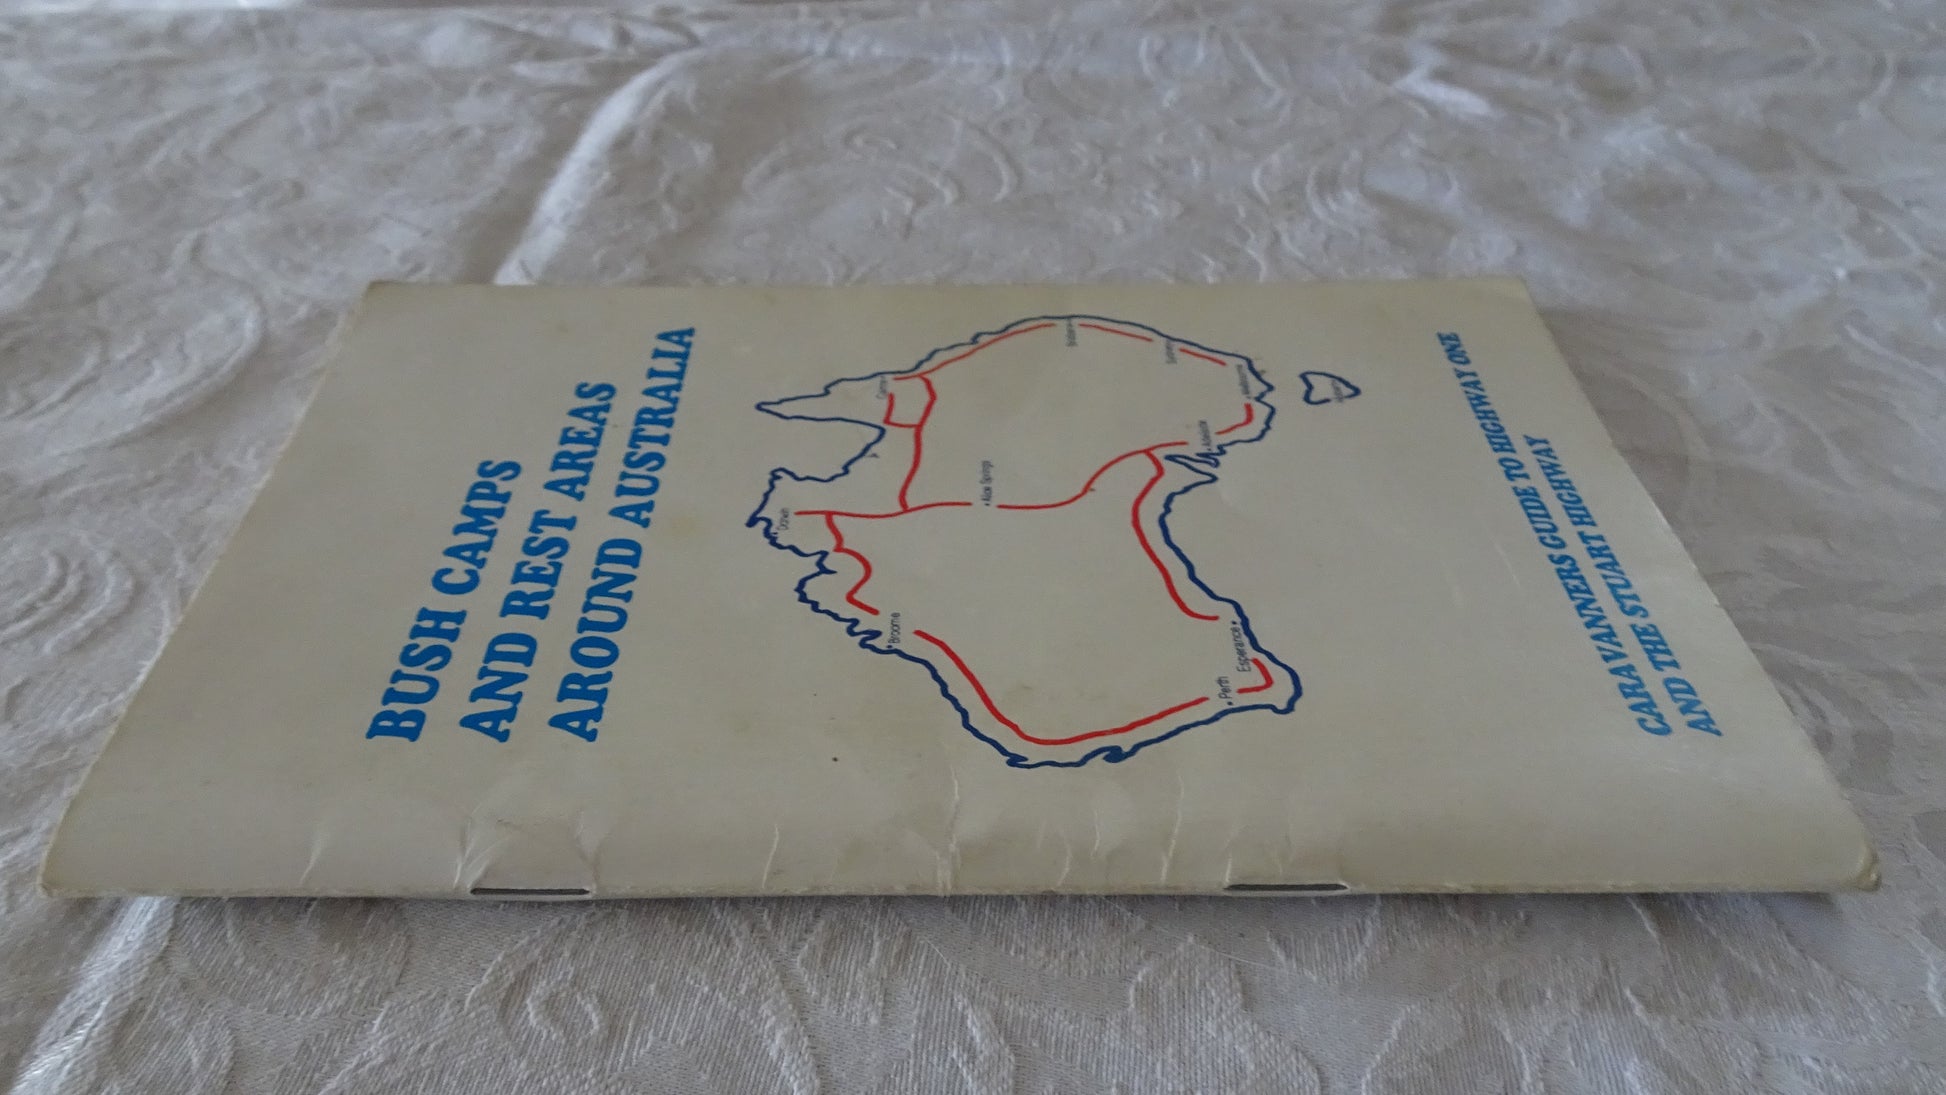 BUSH CAMPS
AND REST AREAS
AROUND AUSTRALIA
Cairns
Darwin
Brisbane
Sydney
Melbourne
Adelaide
Alice Springs
Broome
Esperance
Perth
CARAVANNERS GUIDE TO HIGHWAY ONE
AND THE STUART HIGHWAY